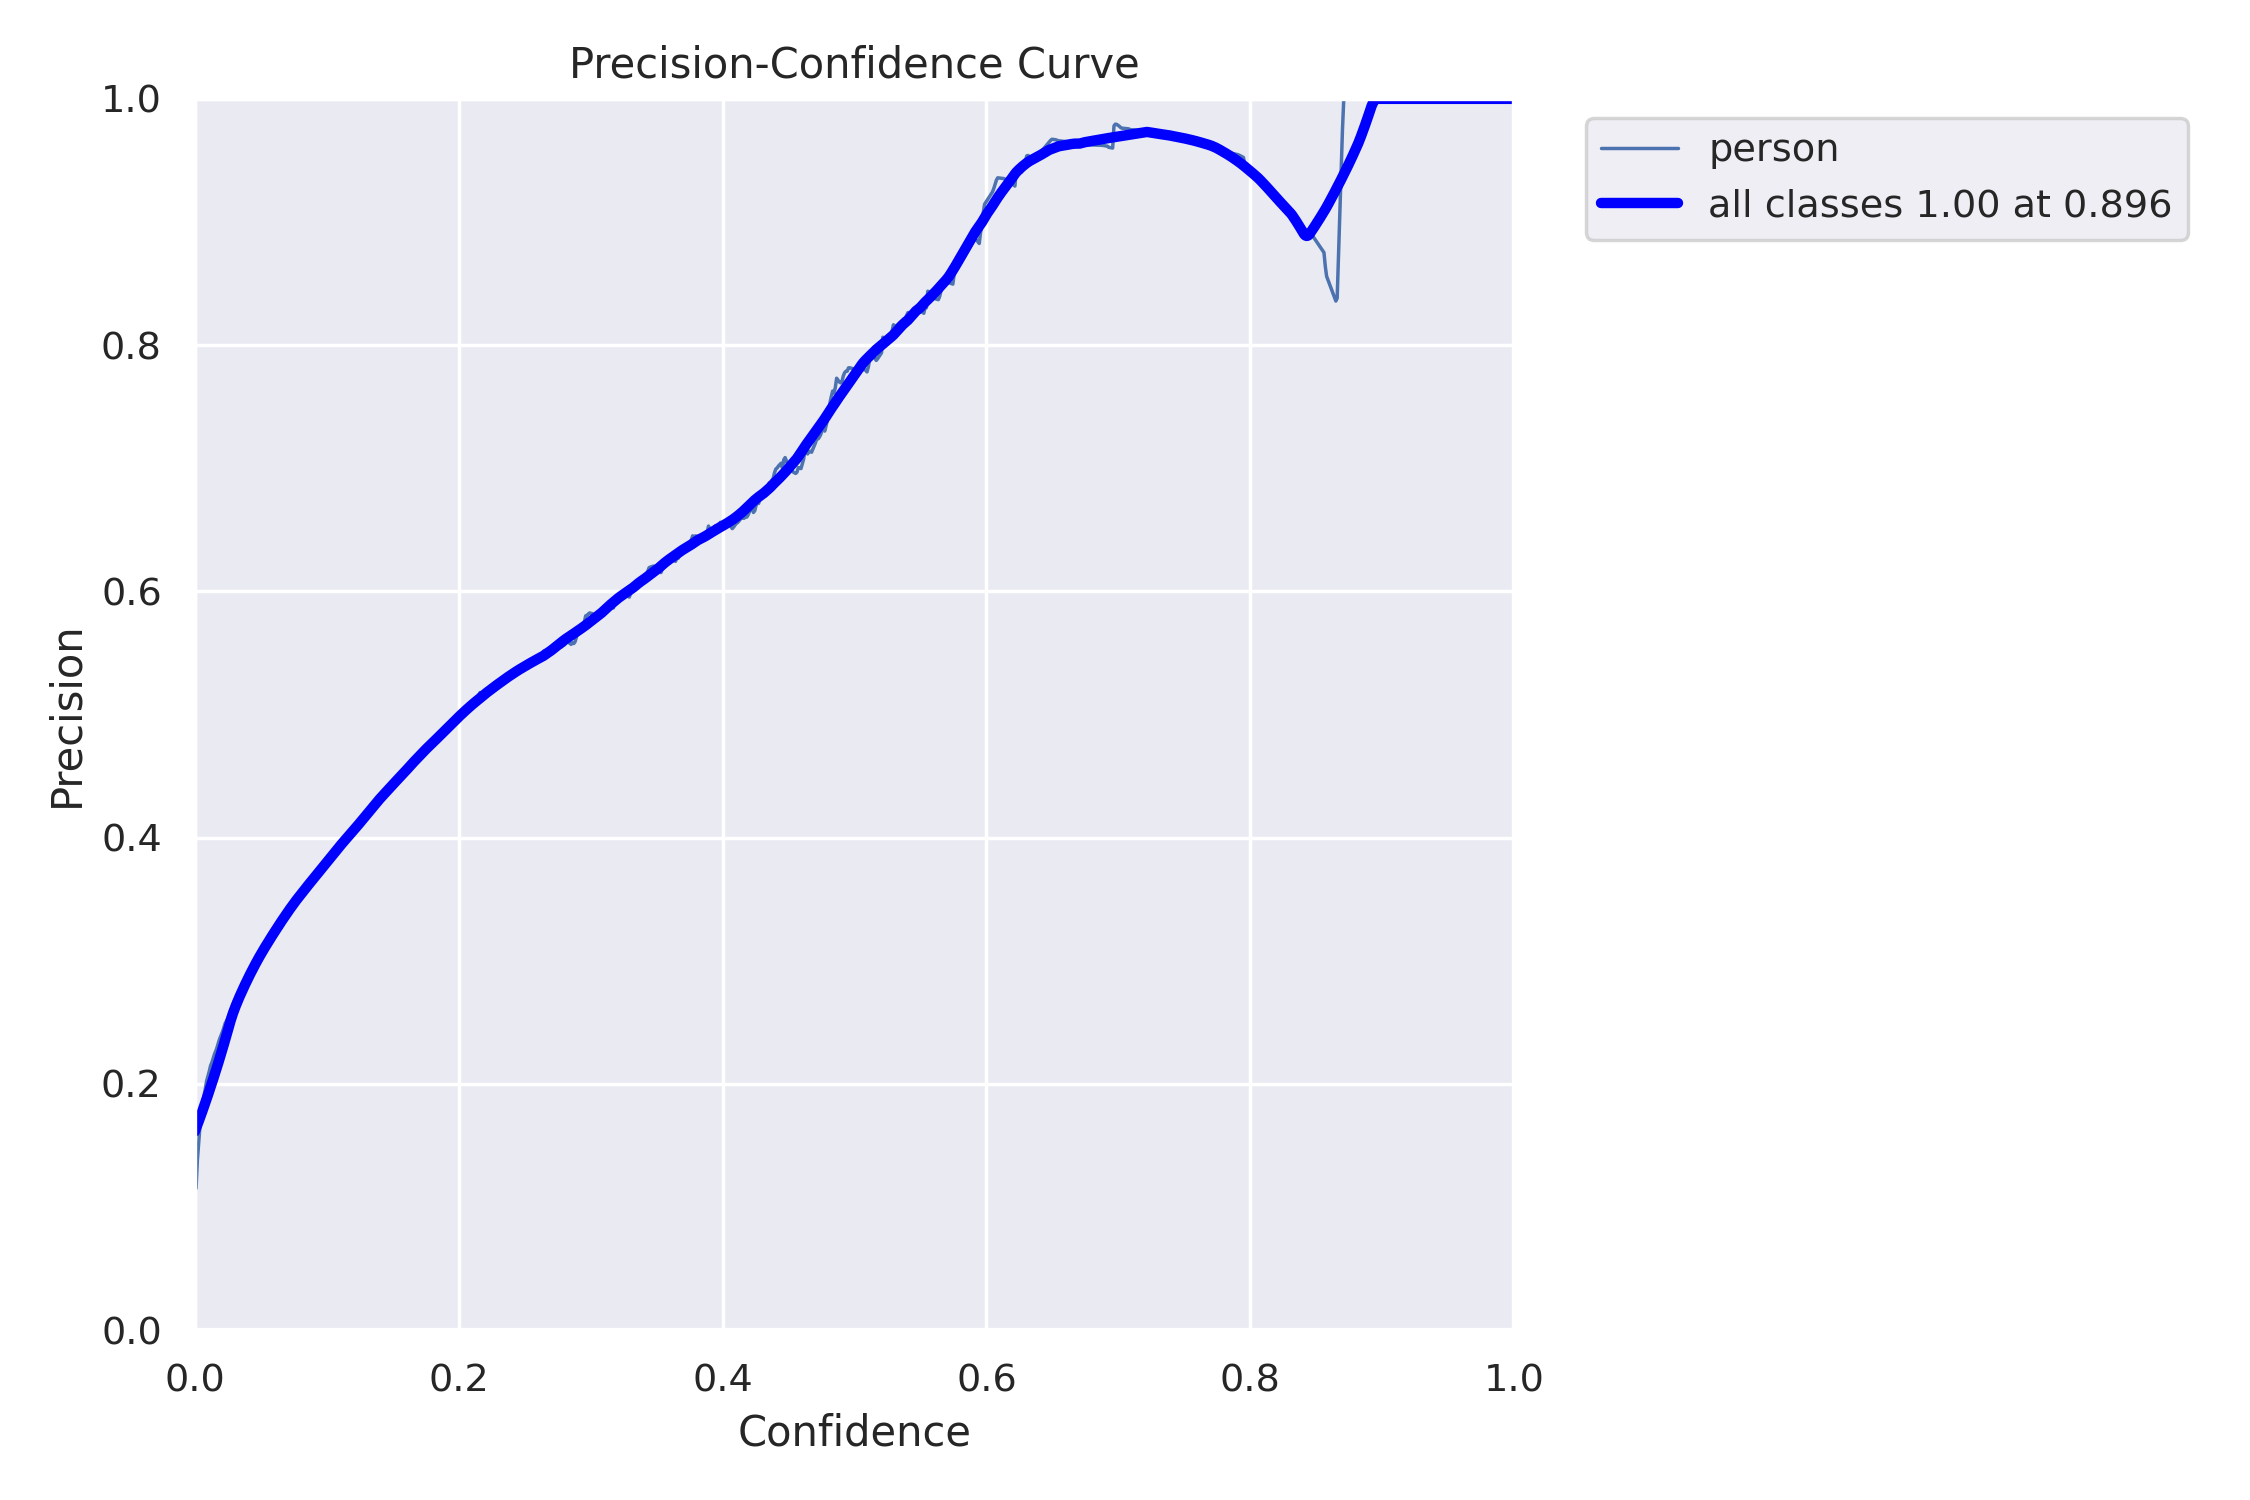 Precision-Confidence Curve
1.0
0.8
0.6
0.4
0.2
0.0
Precision
0.0 0.2 0.4 0.6 0.8 1.0
Confidence
person
all classes 1.00 at 0.896